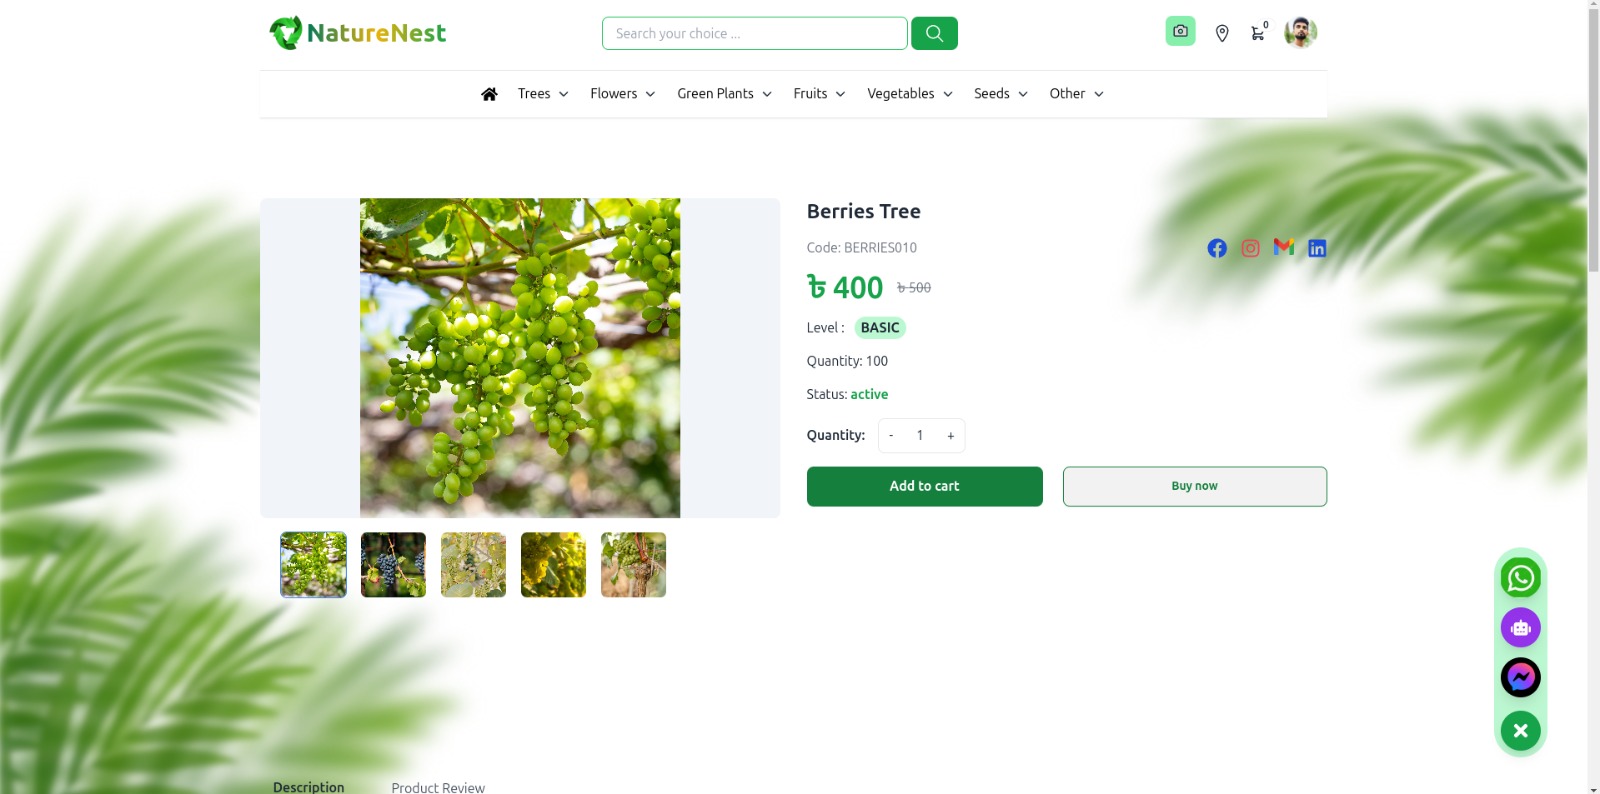 NatureNest
Search your choice ...
0
Trees Flowers Green Plants Fruits Vegetables Seeds Other
Berries Tree
Code: BERRIES010
৳ 400 ৳ 500
Level : BASIC
Quantity: 100
Status: active
Quantity: - 1 +
Add to cart Buy now
Description Product Review